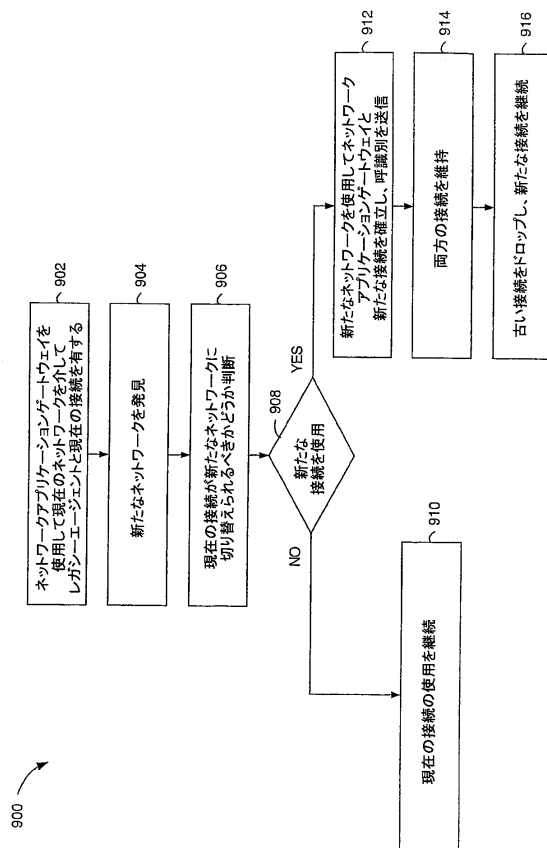 900
902
ネットワークアプリケーションゲートウェイを
使用して現在のネットワークを介して
レガシーエージェントと現在の接続を有する
904
新たなネットワークを発見
906
現在の接続が新たなネットワークに
切り替えられるべきかどうか判断
908
新たな
接続を使用
NO
YES
910
現在の接続の使用を継続
912
新たなネットワークを使用してネットワーク
アプリケーションゲートウェイと
新たな接続を確立し、呼識別を送信
914
両方の接続を維持
916
古い接続をドロップし、新たな接続を継続